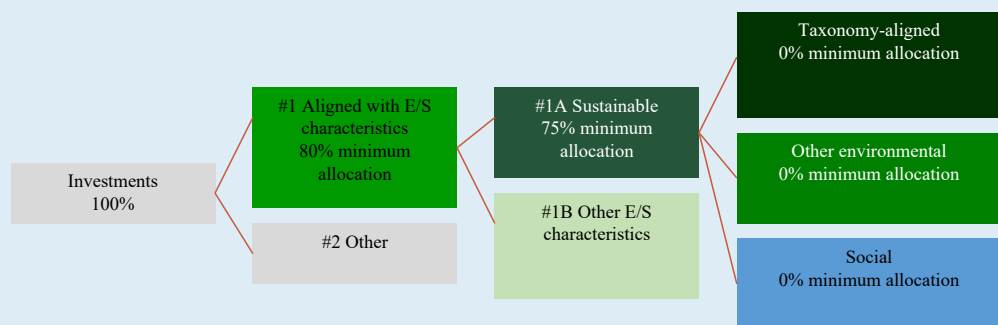 Investments
100%
#1 Aligned with E/S
characteristics
80% minimum
allocation
#2 Other
#1A Sustainable
75% minimum
allocation
#1B Other E/S
characteristics
Taxonomy-aligned
0% minimum allocation
Other environmental
0% minimum allocation
Social
0% minimum allocation